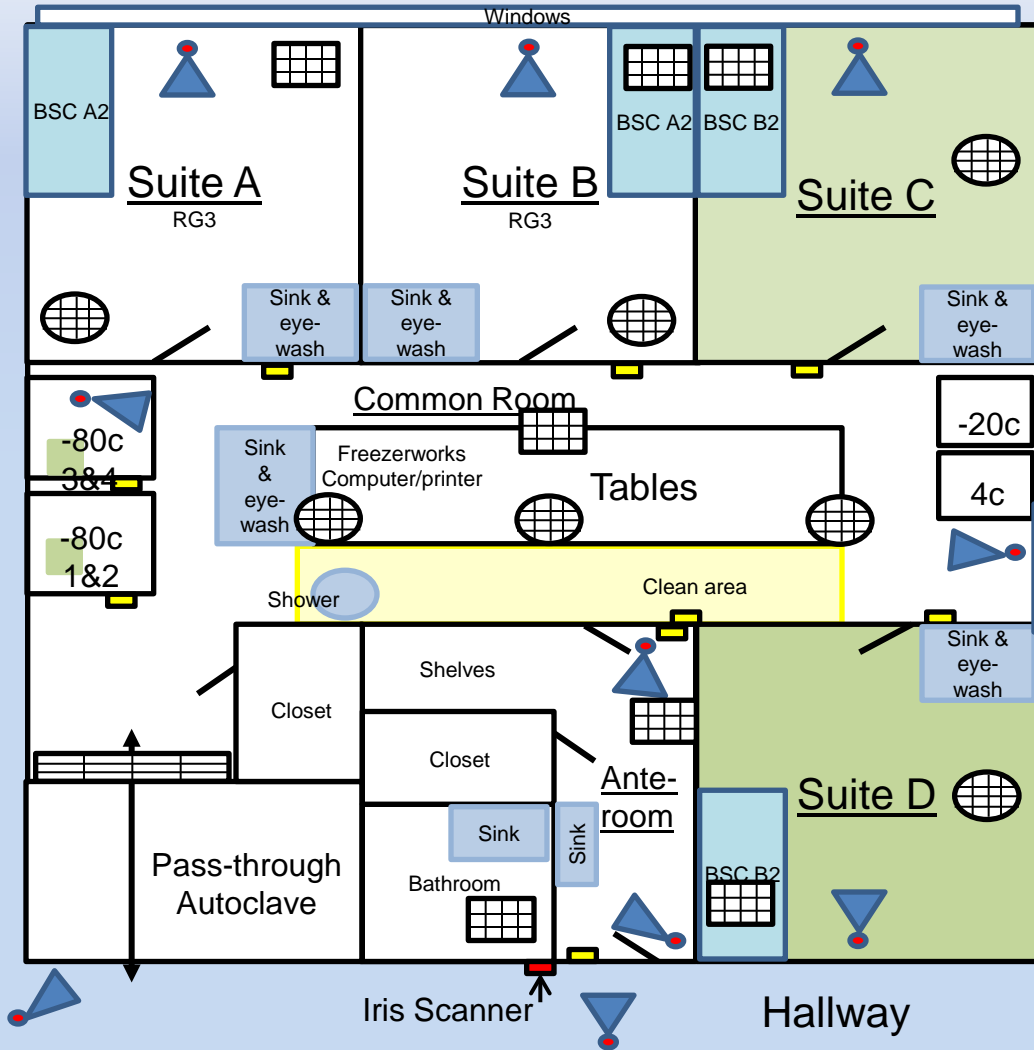 Windows
BSC A2
Suite A
RG3
Sink &
eye-
wash
Suite B
RG3
Sink &
eye-
wash
BSC A2
BSC B2
Suite C
Sink &
eye-
wash
Common Room
-80c
3&4
-80c
1&2
Sink
&
eye-
wash
Freezerworks
Computer/printer
Tables
-20c
4c
Shower
Clean area
Closet
Shelves
Closet
Ante-
room
Sink &
eye-
wash
Suite D
BSC B2
Pass-through
Autoclave
Sink
Sink
Bathroom
Iris Scanner
Hallway